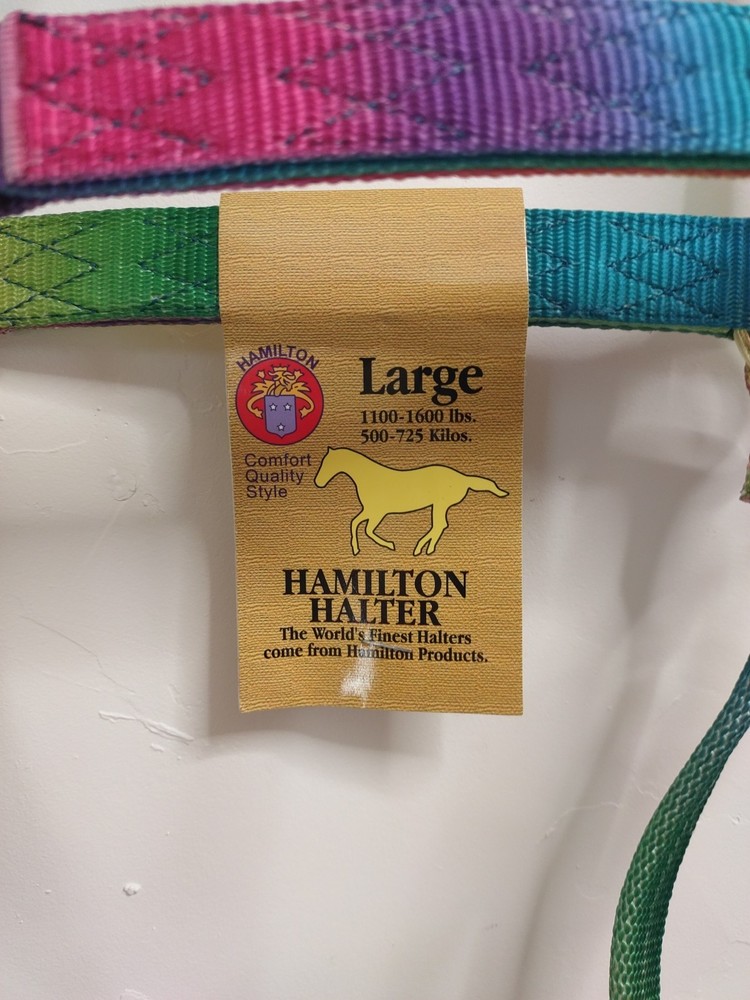 HAMILTON
Large
1100-1600 lbs.
500-725 Kilos.
Comfort
Quality
Style
HAMILTON
HALTER
The World's Finest Halters
come from Hamilton Products.